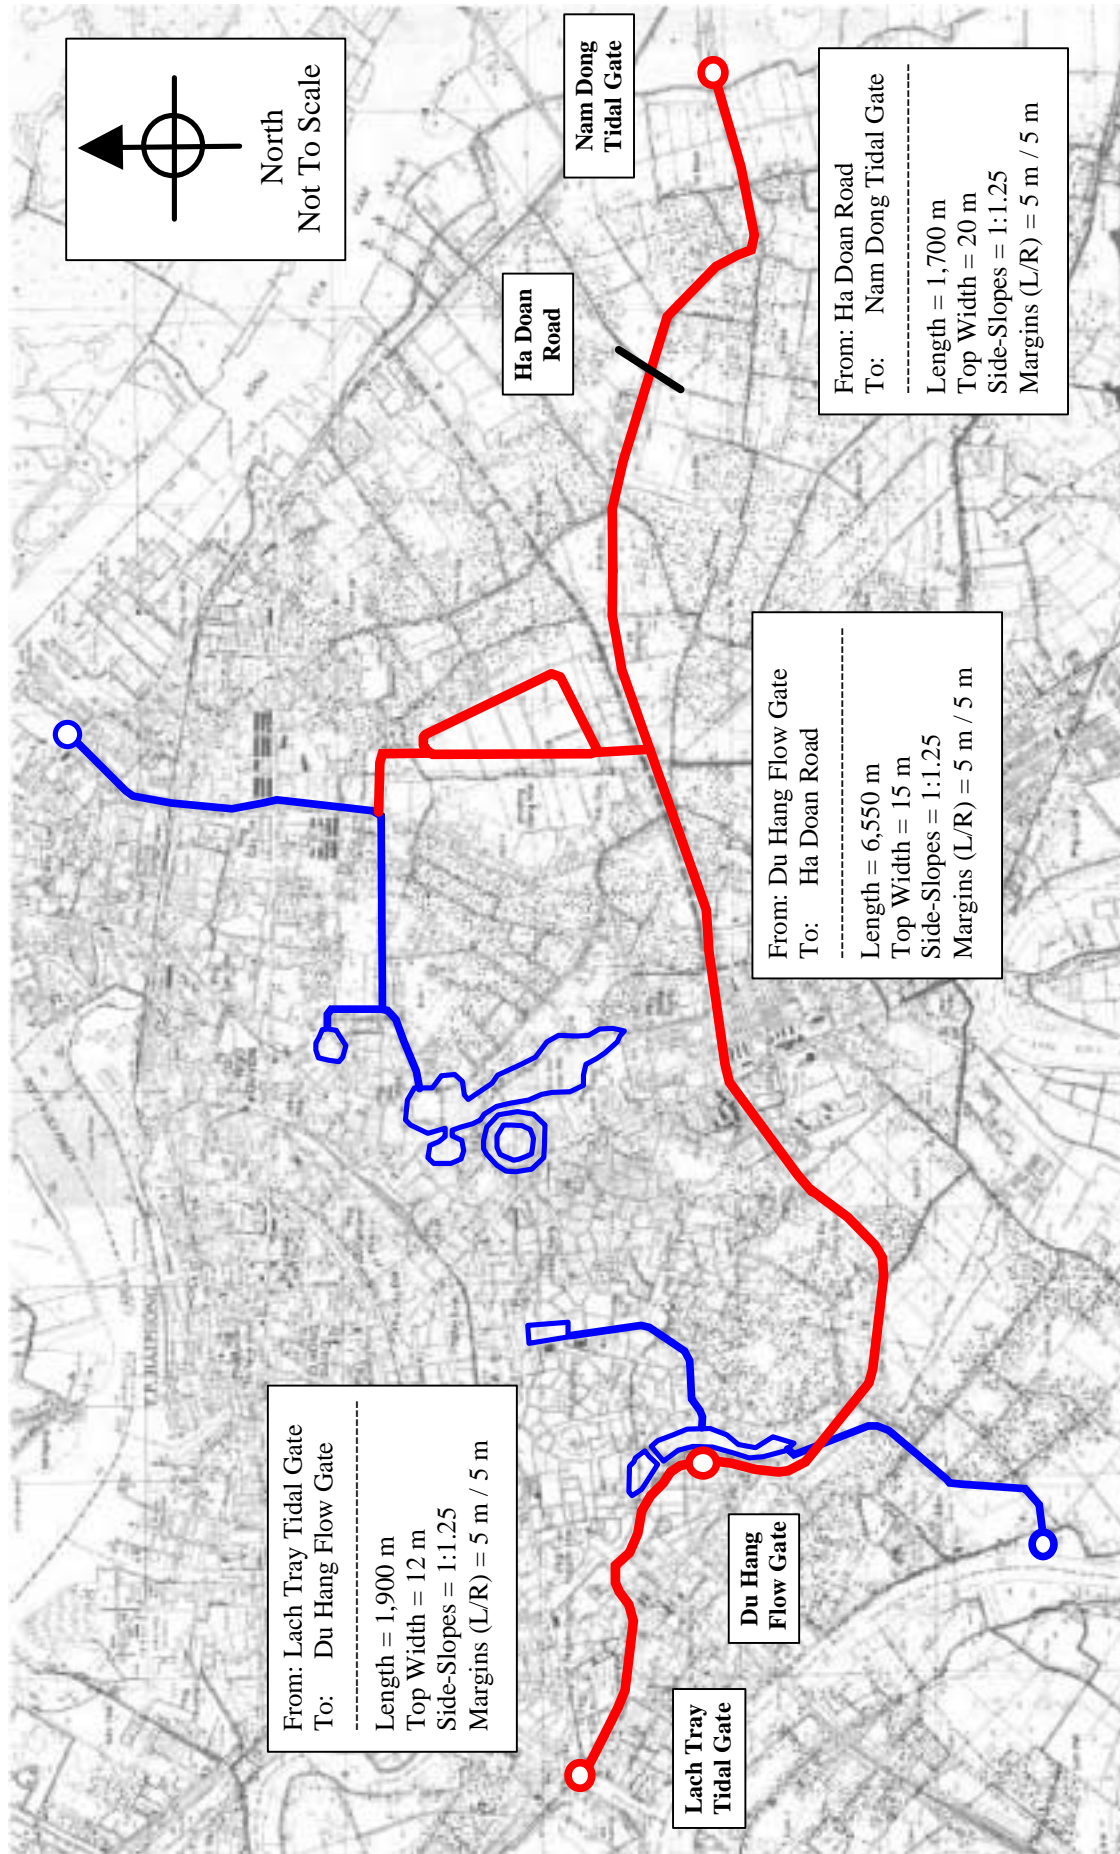 North
Not To Scale
Nam Dong
Tidal Gate
Ha Doan
Road
From: Ha Doan Road
To: Nam Dong Tidal Gate
--------------------------------
Length = 1,700 m
Top Width = 20 m
Side-Slopes = 1:1.25
Margins (L/R) = 5 m / 5 m
From: Du Hang Flow Gate
To: Ha Doan Road
--------------------------------
Length = 6,550 m
Top Width = 15 m
Side-Slopes = 1:1.25
Margins (L/R) = 5 m / 5 m
From: Lach Tray Tidal Gate
To: Du Hang Flow Gate
--------------------------------
Length = 1,900 m
Top Width = 12 m
Side-Slopes = 1:1.25
Margins (L/R) = 5 m / 5 m
Du Hang
Flow Gate
Lach Tray
Tidal Gate